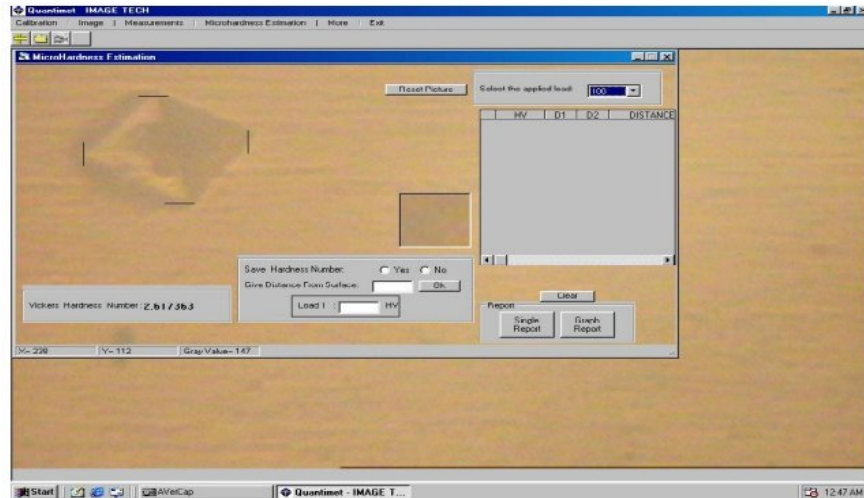 Quantimet IMAGE TECH
Calibration | Image | Measurements | Microhardness Estimation | More | Exit
MicroHardness Estimation
Reset Picture
Select the applied load: 100
HV D1 D2 DISTANCE
Save Hardness Number: Yes No
Give Distance From Surface: Ok
Load 1 : HV
Vickers Hardness Number: 2.617363
Clear
Report
Single Report
Graph Report
X= 228 Y= 112 Gray Value= 147
Start AVerCap Quantimet - IMAGE T... 12:47 AM